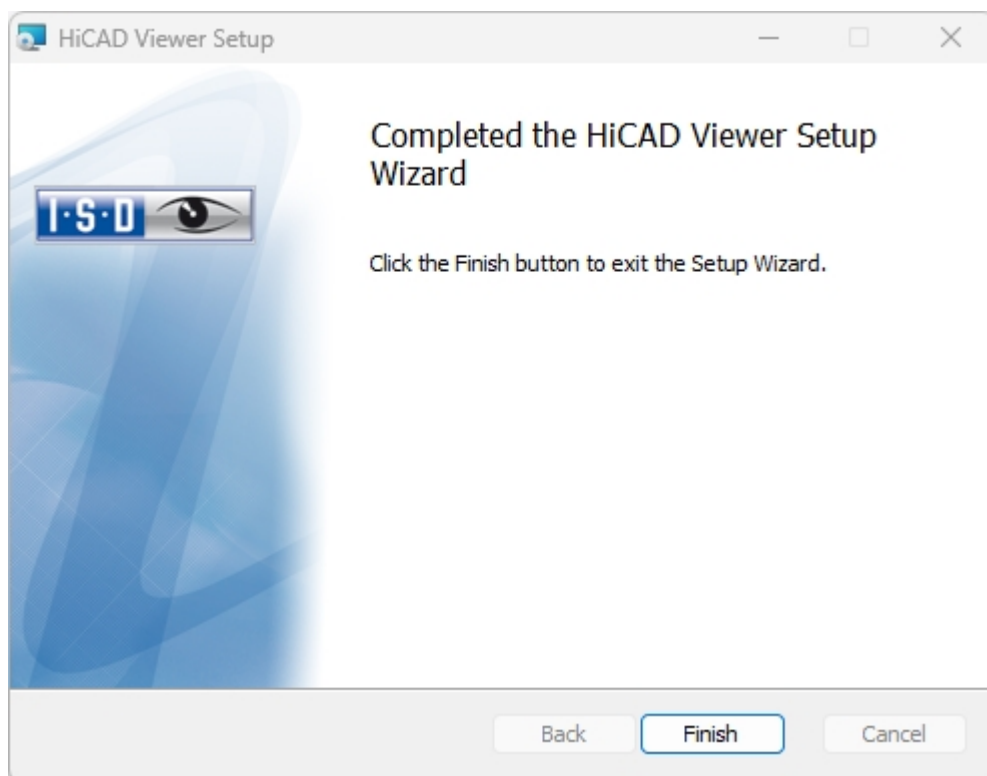 HiCAD Viewer Setup
Completed the HiCAD Viewer Setup
Wizard
I·S·D
Click the Finish button to exit the Setup Wizard.
Back Finish Cancel